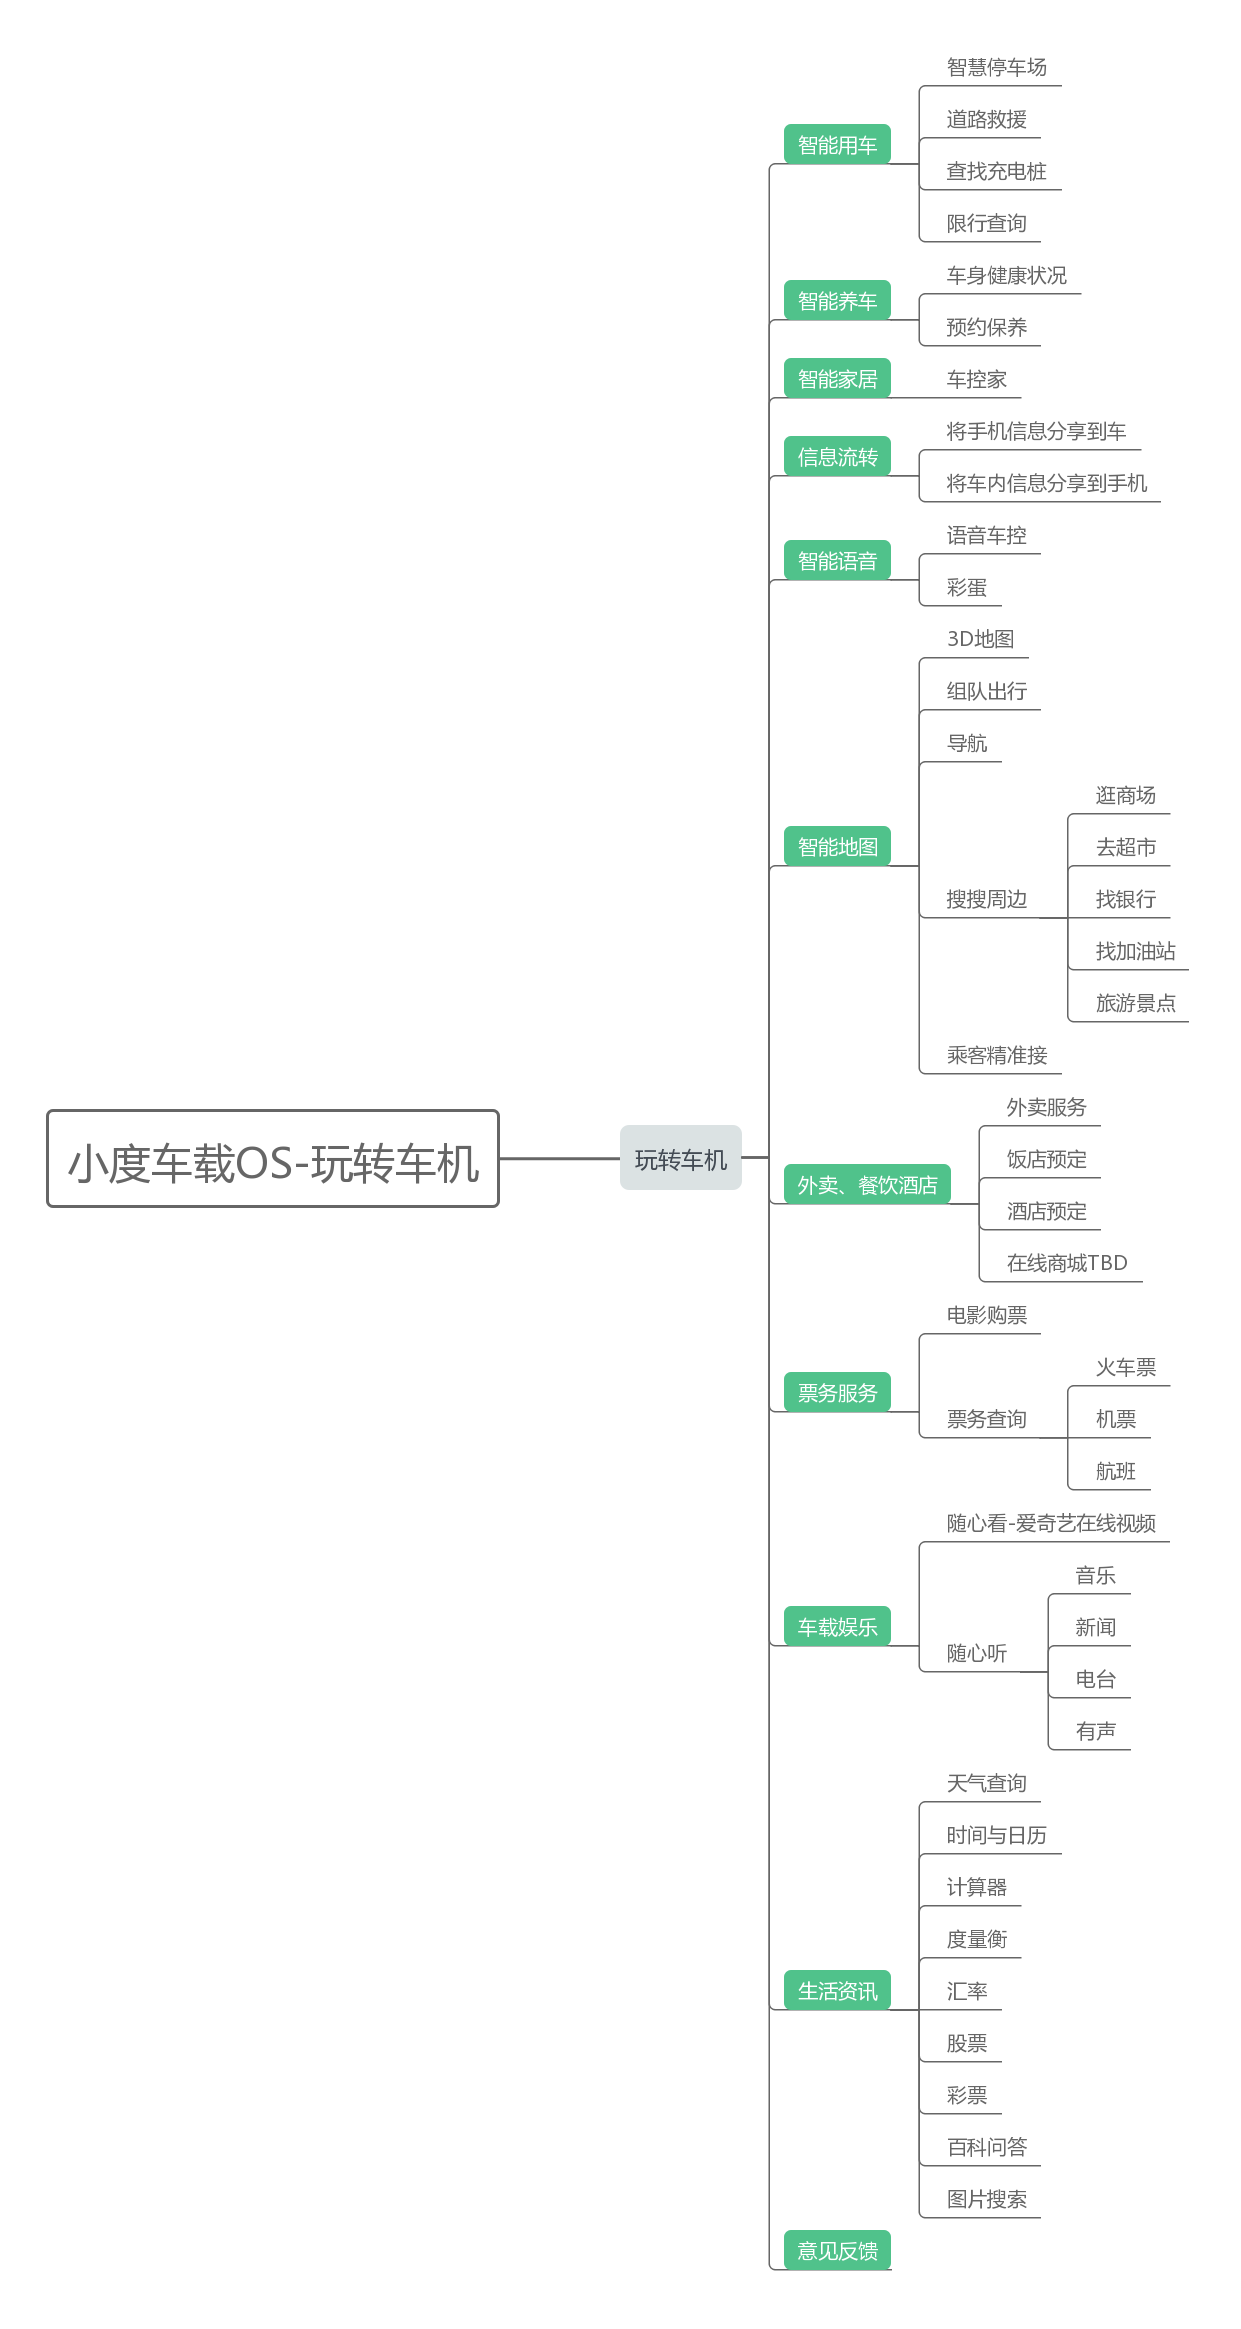 小度车载OS-玩转车机
玩转车机
智能用车
智慧停车场
道路救援
查找充电桩
限行查询
智能养车
车身健康状况
预约保养
智能家居
车控家
信息流转
将手机信息分享到车
将车内信息分享到手机
智能语音
语音车控
彩蛋
智能地图
3D地图
组队出行
导航
搜搜周边
逛商场
去超市
找银行
找加油站
旅游景点
乘客精准接
外卖、餐饮酒店
外卖服务
饭店预定
酒店预定
在线商城TBD
票务服务
电影购票
票务查询
火车票
机票
航班
车载娱乐
随心看-爱奇艺在线视频
随心听
音乐
新闻
电台
有声
生活资讯
天气查询
时间与日历
计算器
度量衡
汇率
股票
彩票
百科问答
图片搜索
意见反馈